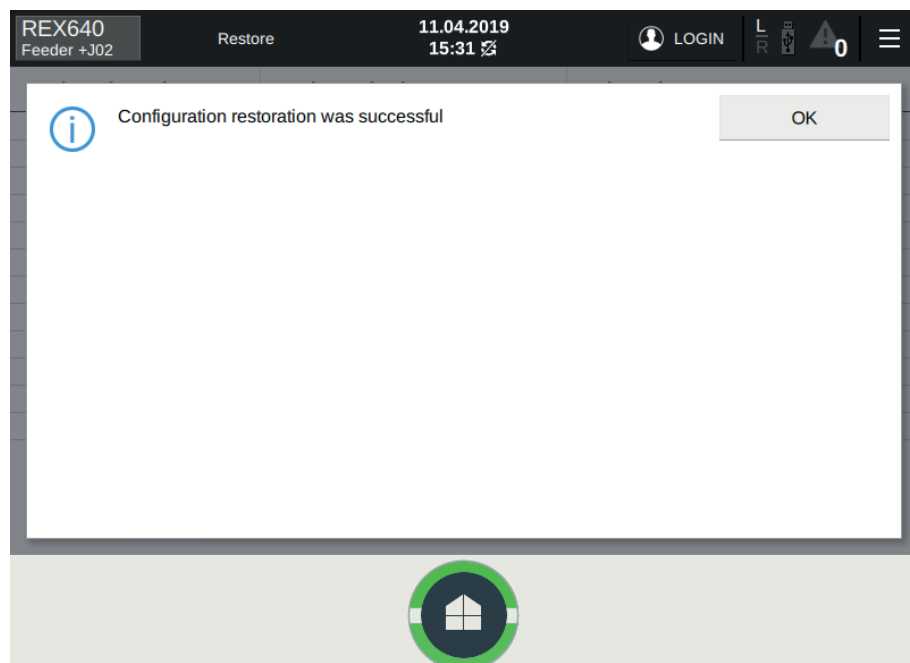 REX640
Feeder +J02
Restore
11.04.2019
15:31
LOGIN
L
R
0
Configuration restoration was successful
OK